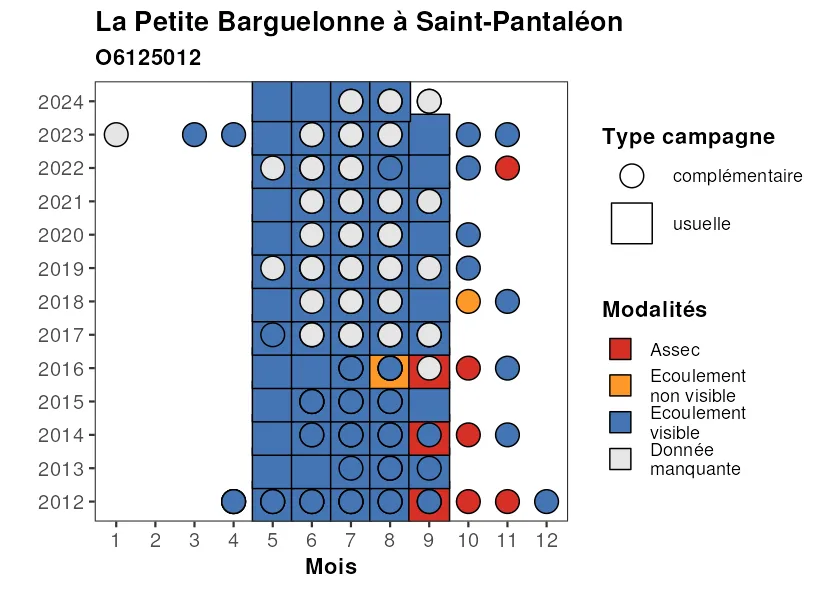 La Petite Barguelonne à Saint-Pantaléon
O6125012
2024
2023
2022
2021
2020
2019
2018
2017
2016
2015
2014
2013
2012
1 2 3 4 5 6 7 8 9 10 11 12
Mois
Type campagne
complémentaire
usuelle
Modalités
Assec
Ecoulement
non visible
Ecoulement
visible
Donnée
manquante